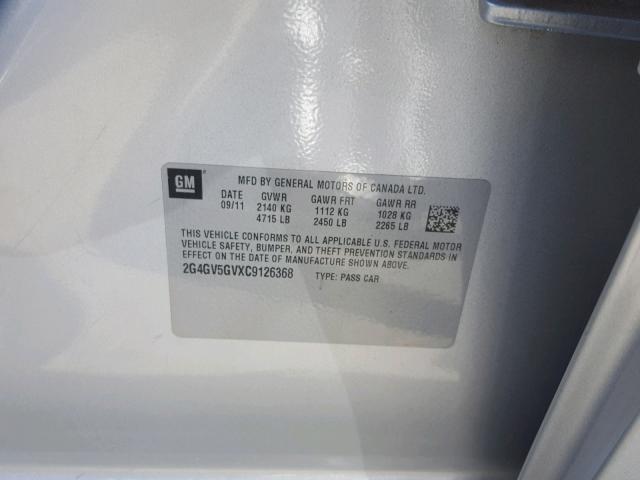 GM
MFD BY GENERAL MOTORS OF CANADA LTD.
DATE GVWR GAWR FRT GAWR RR
09/11 2140 KG 1112 KG 1028 KG
4715 LB 2450 LB 2265 LB
THIS VEHICLE CONFORMS TO ALL APPLICABLE U.S. FEDERAL MOTOR
VEHICLE SAFETY, BUMPER, AND THEFT PREVENTION STANDARDS IN
EFFECT ON THE DATE OF MANUFACTURE SHOWN ABOVE.
2G4GV5GVXC9126368 TYPE: PASS CAR